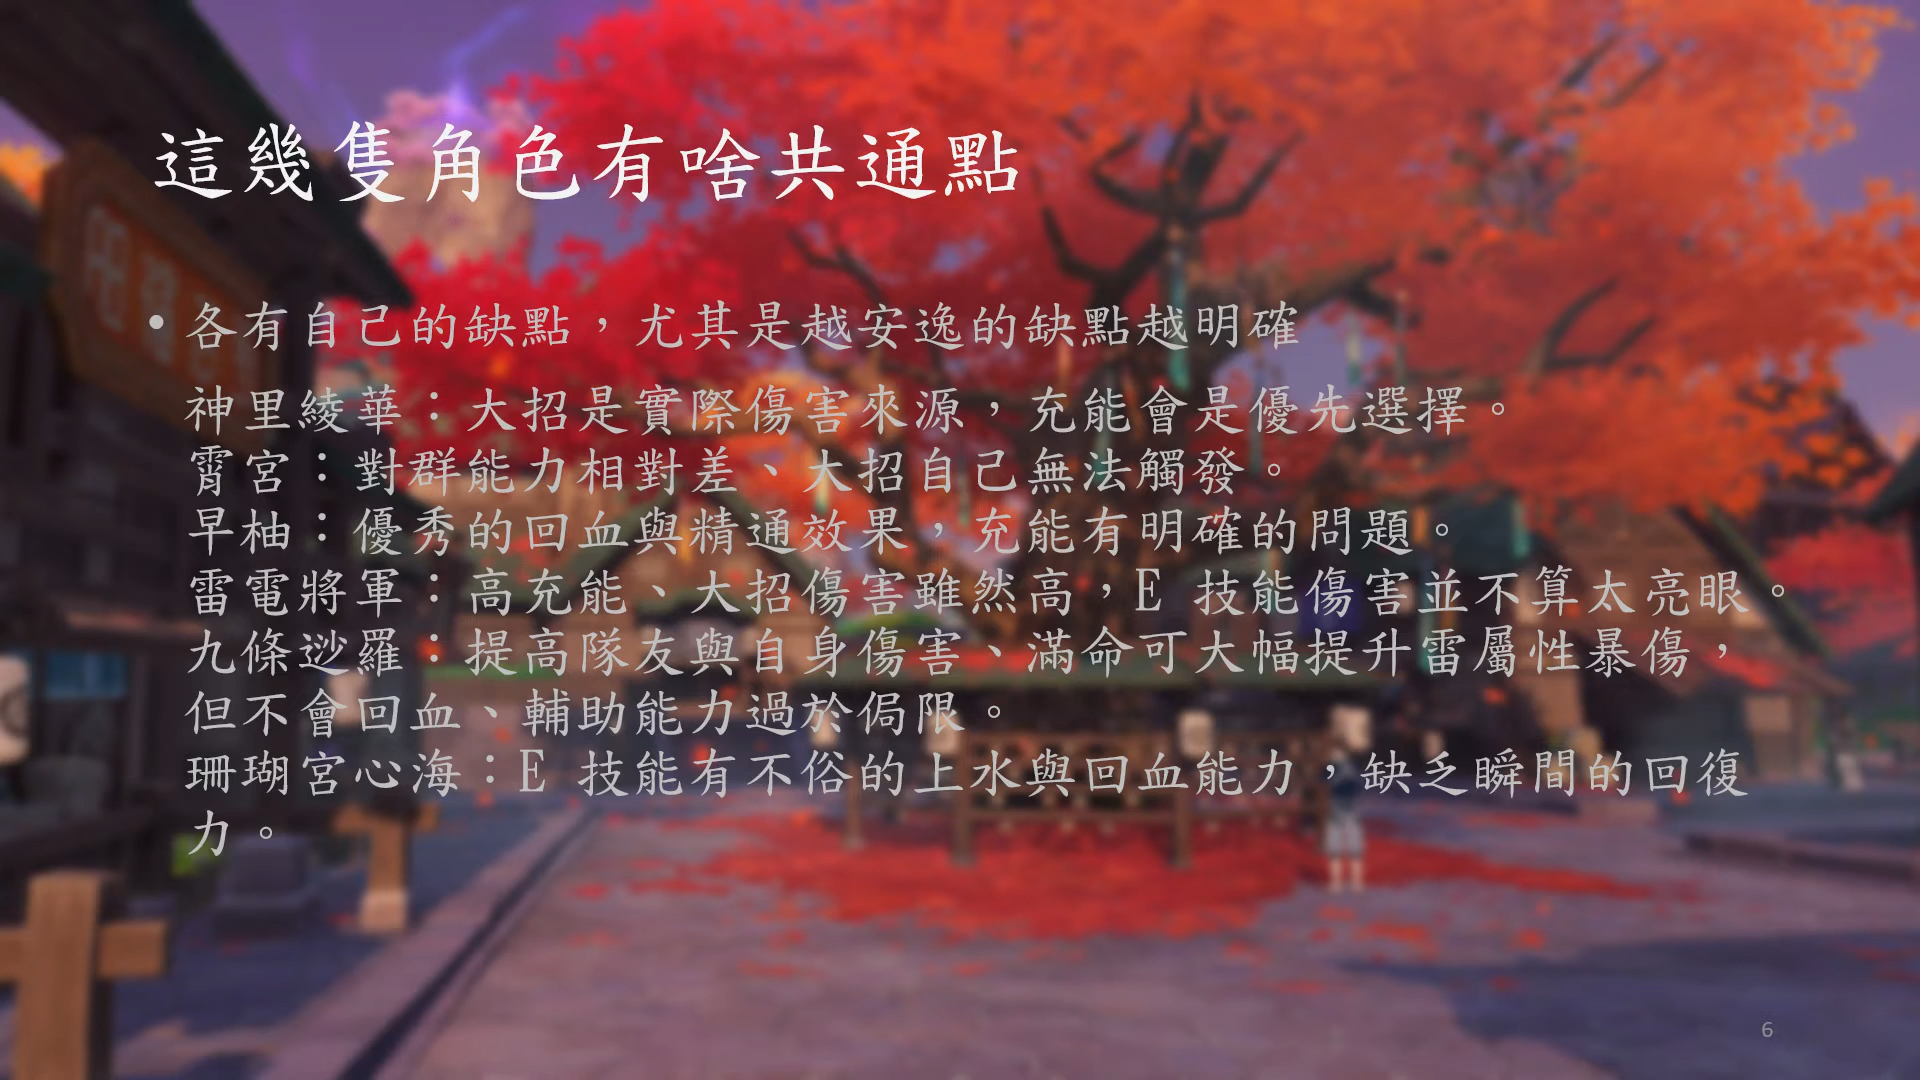 這幾隻角色有啥共通點
• 各有自己的缺點，尤其是越安逸的缺點越明確
神里綾華：大招是實際傷害來源，充能會是優先選擇。
霄宮：對群能力相對差、大招自己無法觸發。
早柚：優秀的回血與精通效果，充能有明確的問題。
雷電將軍：高充能、大招傷害雖然高，E 技能傷害並不算太亮眼。
九條裟羅：提高隊友與自身傷害、滿命可大幅提升雷屬性暴傷，
但不會回血、輔助能力過於侷限。
珊瑚宮心海：E 技能有不俗的上水與回血能力，缺乏瞬間的回復
力。
6